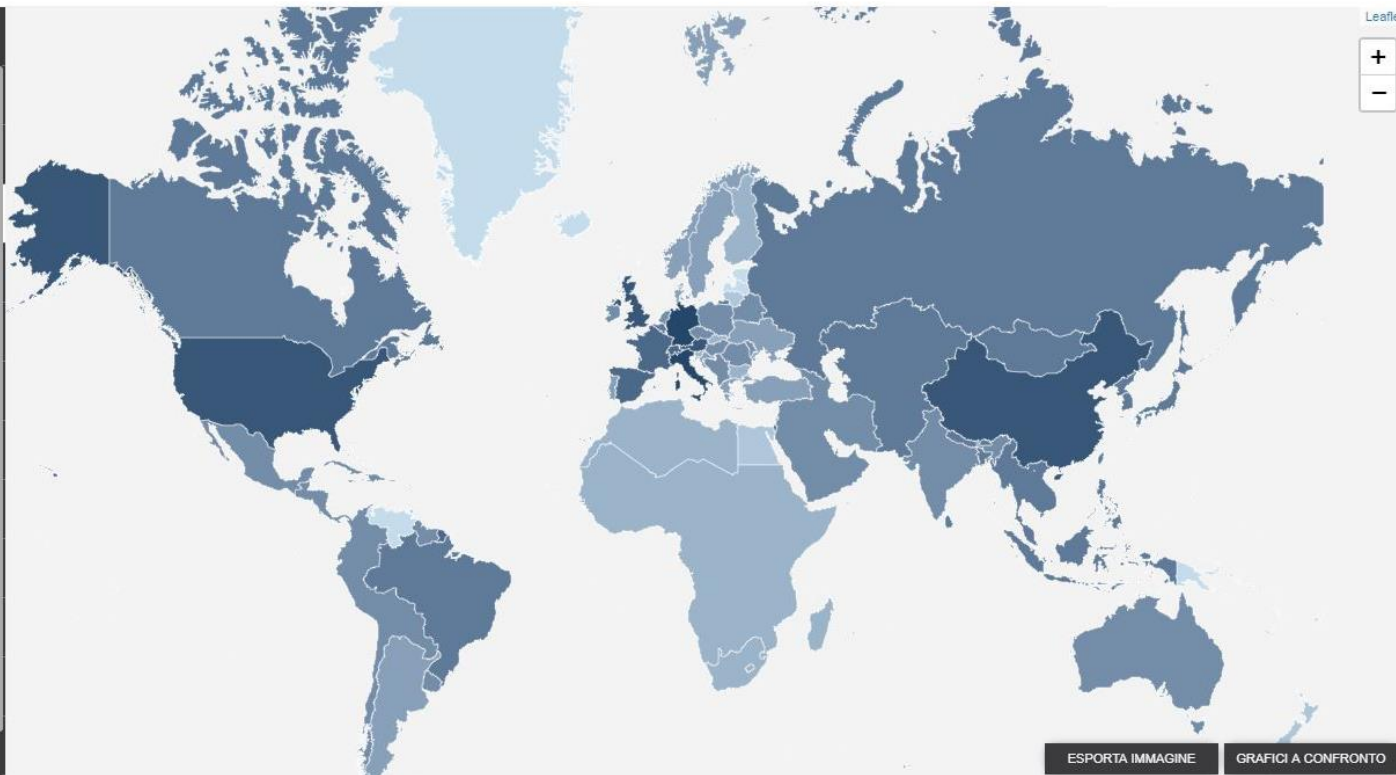 Leafle
+
−
ESPORTA IMMAGINE
GRAFICI A CONFRONTO